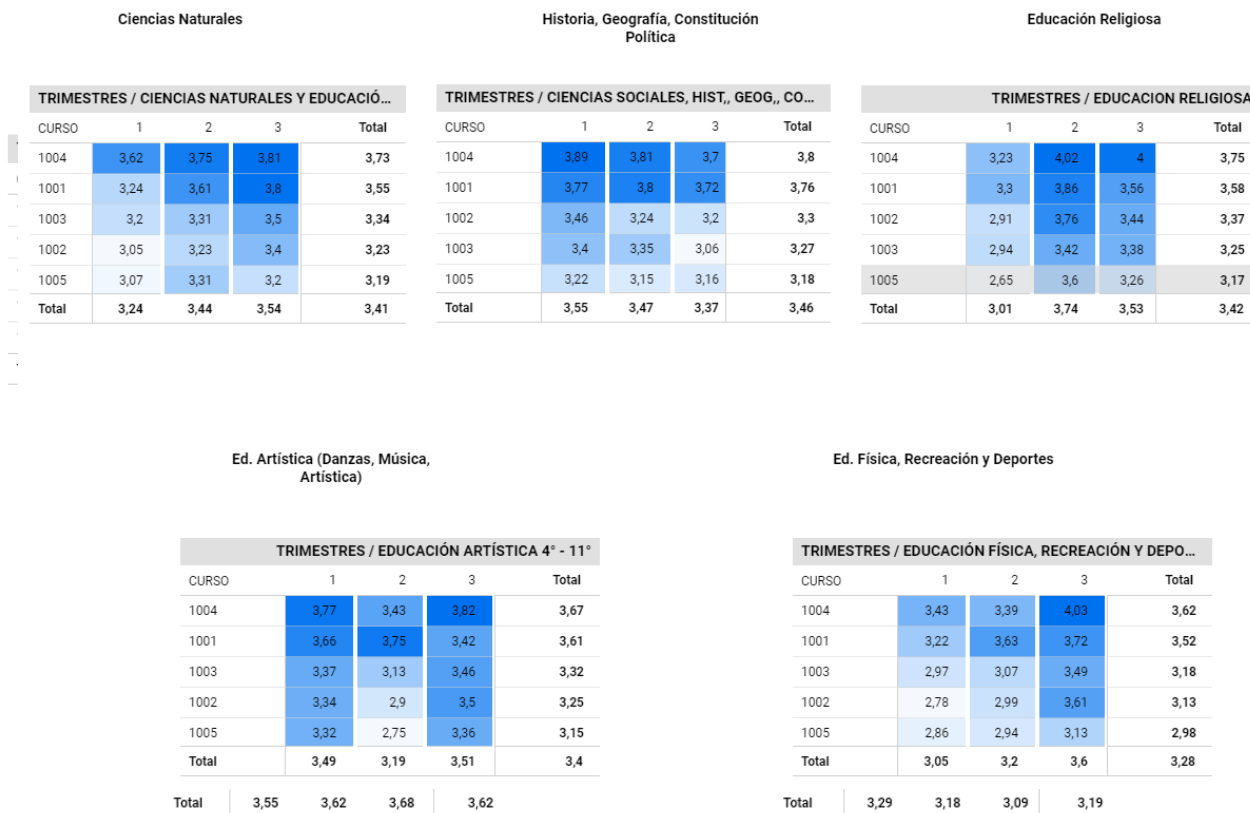 Ciencias Naturales
Historia, Geografía, Constitución
Política
Educación Religiosa
TRIMESTRES / CIENCIAS NATURALES Y EDUCACIÓ...
CURSO 1 2 3 Total
1004 3,62 3,75 3,81 3,73
1001 3,24 3,61 3,8 3,55
1003 3,2 3,31 3,5 3,34
1002 3,05 3,23 3,4 3,23
1005 3,07 3,31 3,2 3,19
Total 3,24 3,44 3,54 3,41
TRIMESTRES / CIENCIAS SOCIALES, HIST,, GEOG,, CO...
CURSO 1 2 3 Total
1004 3,89 3,81 3,7 3,8
1001 3,77 3,8 3,72 3,76
1002 3,46 3,24 3,2 3,3
1003 3,4 3,35 3,06 3,27
1005 3,22 3,15 3,16 3,18
Total 3,55 3,47 3,37 3,46
TRIMESTRES / EDUCACION RELIGIOSA
CURSO 1 2 3 Total
1004 3,23 4,02 4 3,75
1001 3,3 3,86 3,56 3,58
1002 2,91 3,76 3,44 3,37
1003 2,94 3,42 3,38 3,25
1005 2,65 3,6 3,26 3,17
Total 3,01 3,74 3,53 3,42
Ed. Artística (Danzas, Música,
Artística)
Ed. Física, Recreación y Deportes
TRIMESTRES / EDUCACIÓN ARTÍSTICA 4° - 11°
CURSO 1 2 3 Total
1004 3,77 3,43 3,82 3,67
1001 3,66 3,75 3,42 3,61
1003 3,37 3,13 3,46 3,32
1002 3,34 2,9 3,5 3,25
1005 3,32 2,75 3,36 3,15
Total 3,49 3,19 3,51 3,4
Total 3,55 3,62 3,68 3,62
TRIMESTRES / EDUCACIÓN FÍSICA, RECREACIÓN Y DEPO...
CURSO 1 2 3 Total
1004 3,43 3,39 4,03 3,62
1001 3,22 3,63 3,72 3,52
1003 2,97 3,07 3,49 3,18
1002 2,78 2,99 3,61 3,13
1005 2,86 2,94 3,13 2,98
Total 3,05 3,2 3,6 3,28
Total 3,29 3,18 3,09 3,19